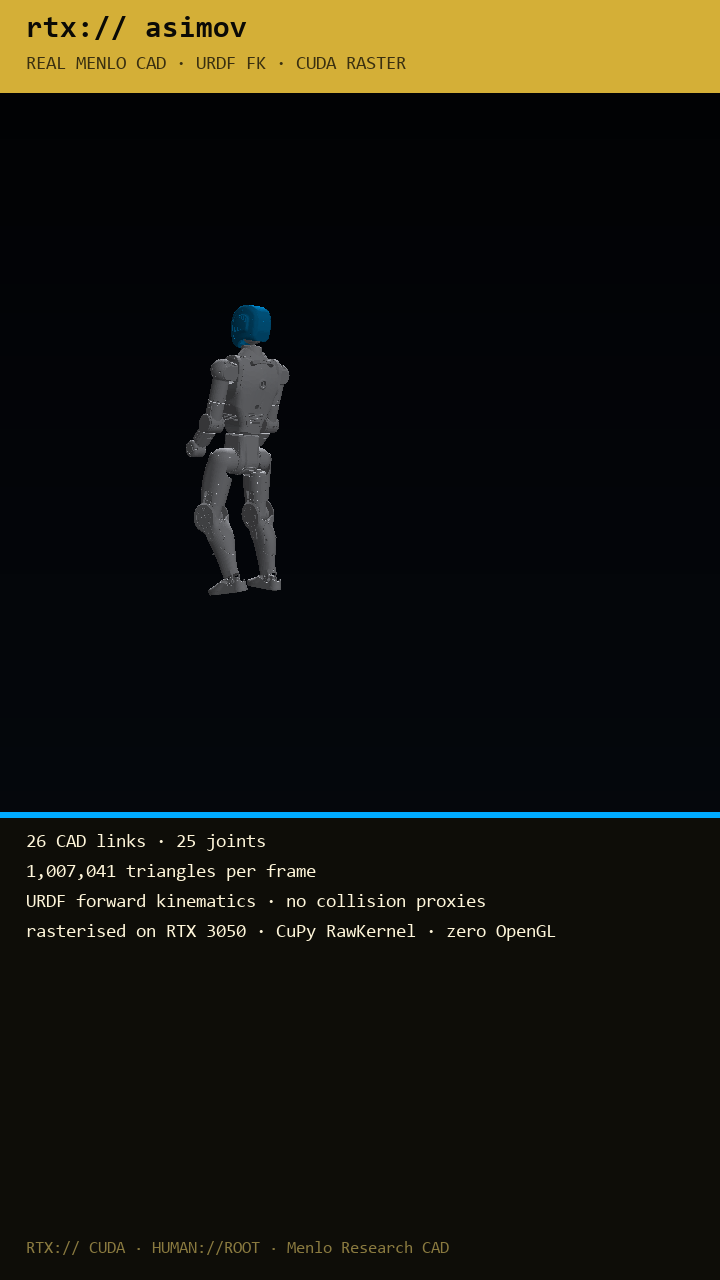 rtx:// asimov
REAL MENLO CAD · URDF FK · CUDA RASTER
26 CAD links · 25 joints
1,007,041 triangles per frame
URDF forward kinematics · no collision proxies
rasterised on RTX 3050 · CuPy RawKernel · zero OpenGL
RTX:// CUDA · HUMAN://ROOT · Menlo Research CAD